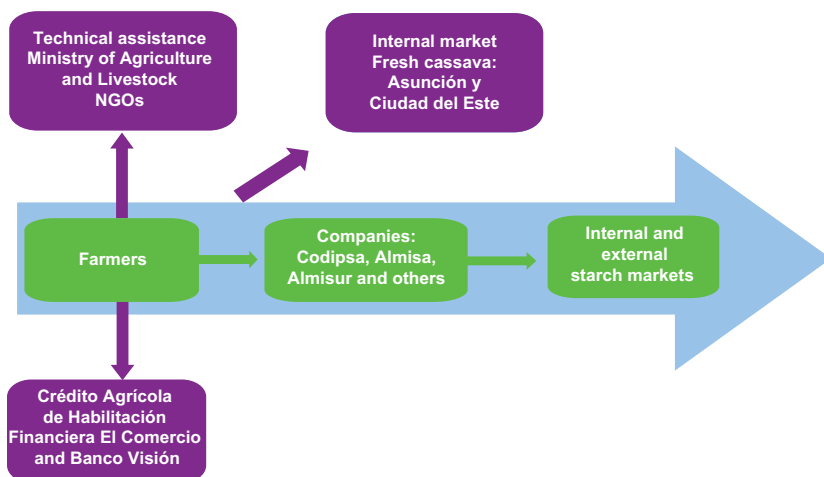 Technical assistance
Ministry of Agriculture
and Livestock
NGOs
Internal market
Fresh cassava:
Asunción y
Ciudad del Este
Farmers
Companies:
Codipsa, Almisa,
Almisur and others
Internal and
external
starch markets
Crédito Agrícola
de Habilitación
Financiera El Comercio
and Banco Visión